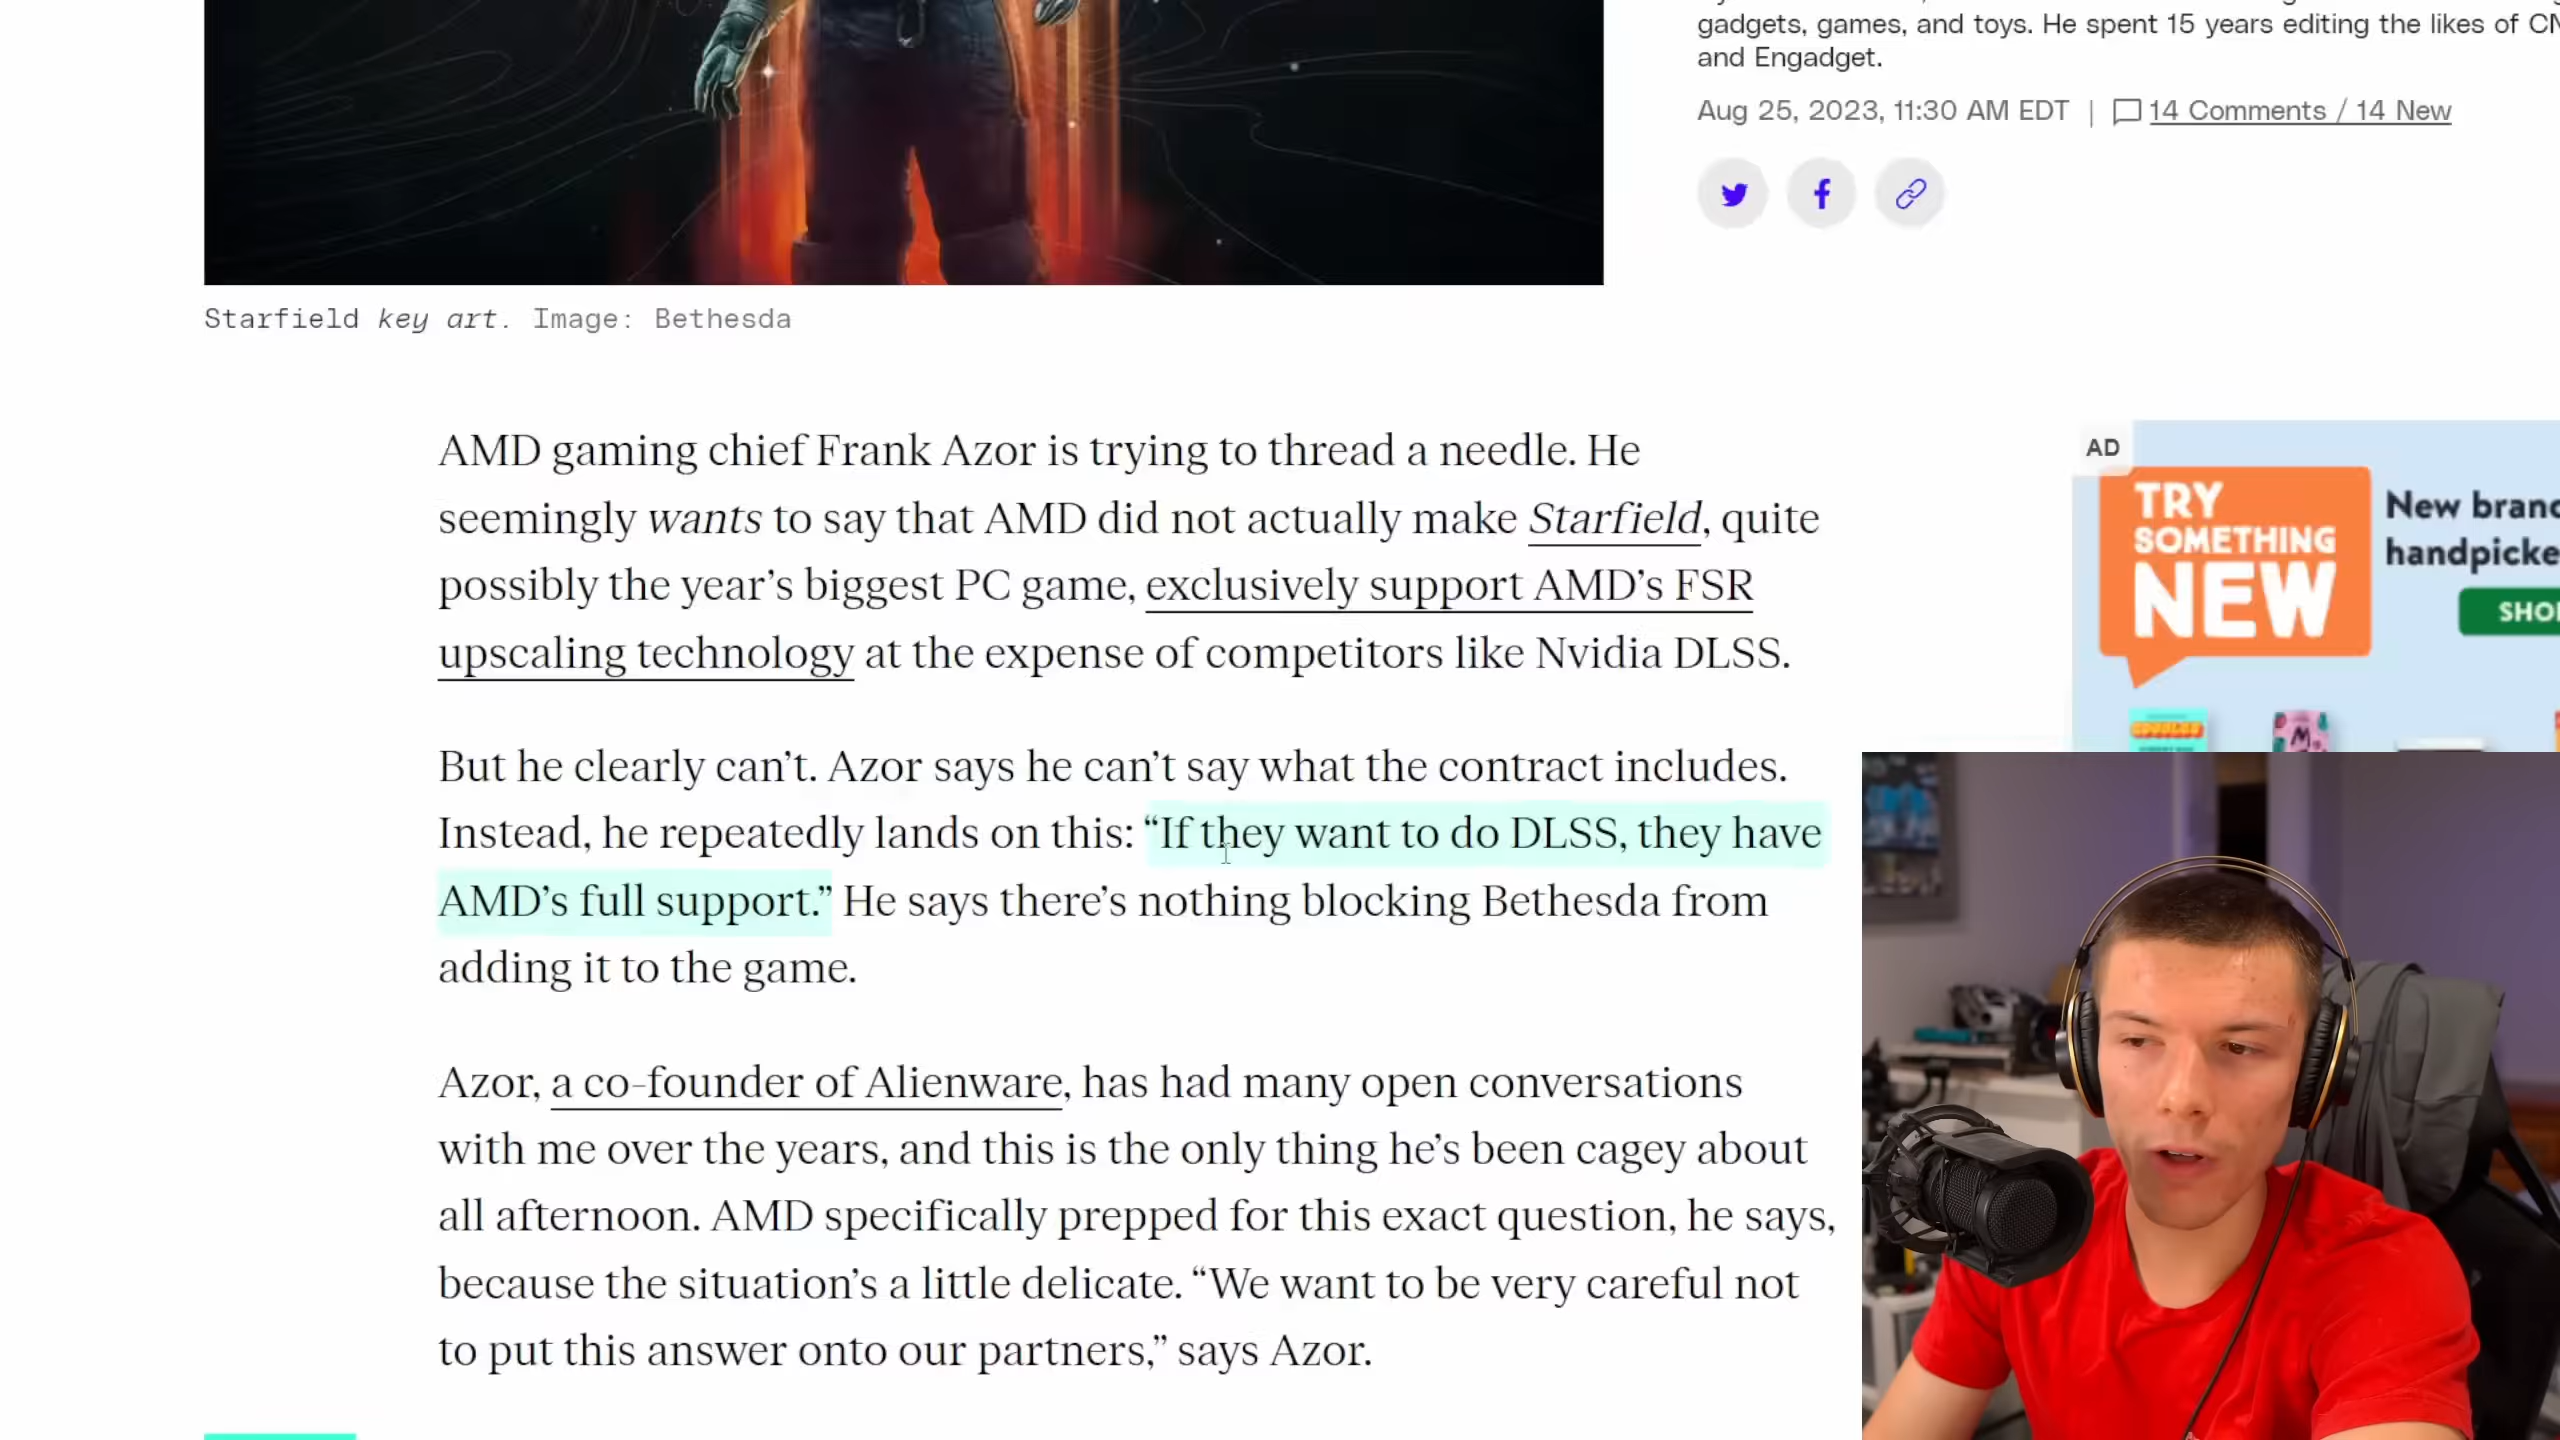 gadgets, games, and toys. He spent 15 years editing the likes of
and Engadget.
Aug 25, 2023, 11:30 AM EDT | 14 Comments / 14 New
Starfield key art. Image: Bethesda
AMD gaming chief Frank Azor is trying to thread a needle. He
seemingly wants to say that AMD did not actually make Starfield, quite
possibly the year’s biggest PC game, exclusively support AMD’s FSR
upscaling technology at the expense of competitors like Nvidia DLSS.
But he clearly can’t. Azor says he can’t say what the contract includes.
Instead, he repeatedly lands on this: “If they want to do DLSS, they have
AMD’s full support.” He says there’s nothing blocking Bethesda from
adding it to the game.
Azor, a co-founder of Alienware, has had many open conversations
with me over the years, and this is the only thing he’s been cagey about
all afternoon. AMD specifically prepped for this exact question, he says,
because the situation’s a little delicate. “We want to be very careful not
to put this answer onto our partners,” says Azor.
AD
TRY
SOMETHING
NEW
New